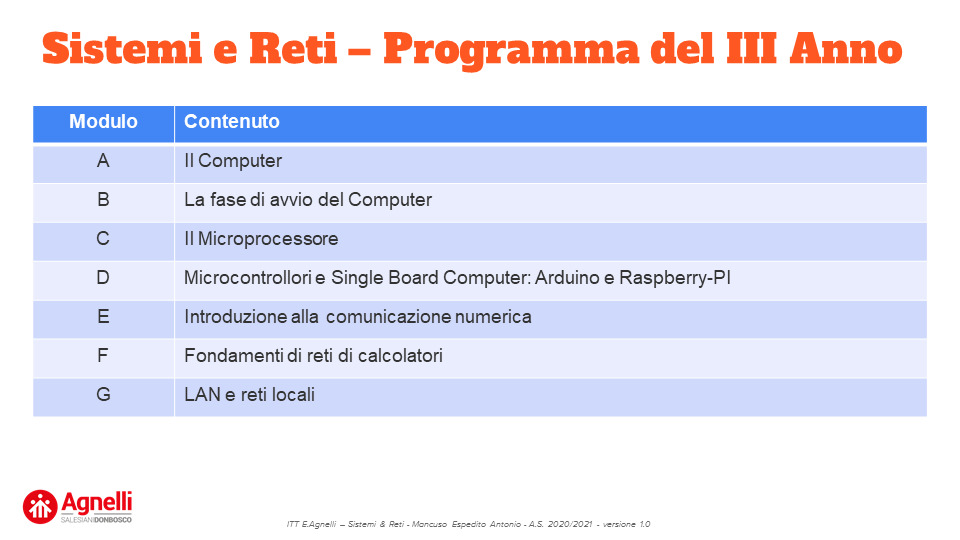 Sistemi e Reti – Programma del III Anno
Modulo Contenuto
A Il Computer
B La fase di avvio del Computer
C Il Microprocessore
D Microcontrollori e Single Board Computer: Arduino e Raspberry-PI
E Introduzione alla comunicazione numerica
F Fondamenti di reti di calcolatori
G LAN e reti locali
Agnelli
SALESIANI DONBOSCO
ITT E.Agnelli – Sistemi & Reti - Mancuso Espedito Antonio - A.S. 2020/2021 - versione 1.0